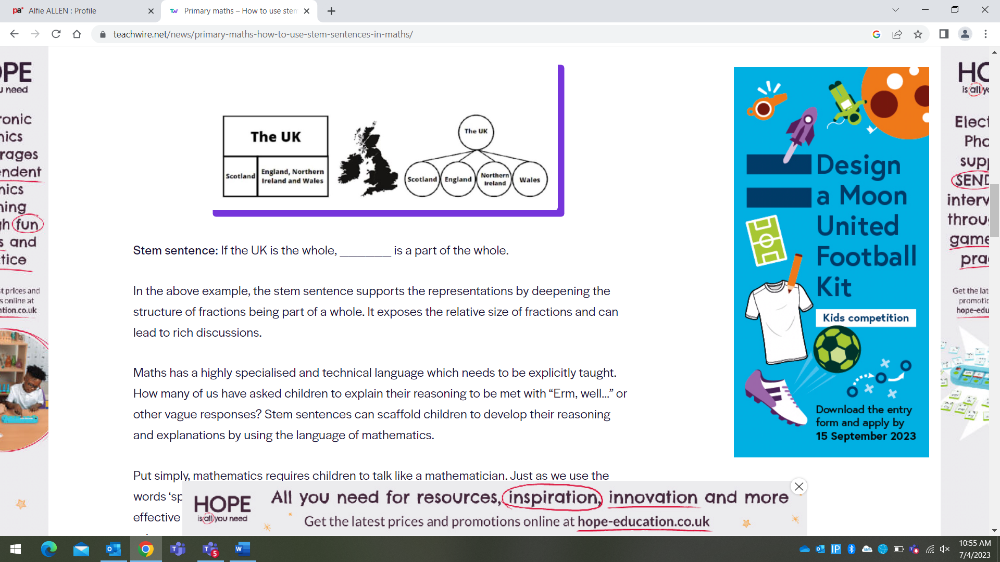 pa Alfie ALLEN : Profile
TW Primary maths – How to use stem
teachwire.net/news/primary-maths-how-to-use-stem-sentences-in-maths/
The UK
Scotland
England, Northern
Ireland and Wales
The UK
Scotland
England
Northern
Ireland
Wales
Stem sentence: If the UK is the whole, ________ is a part of the whole.
In the above example, the stem sentence supports the representations by deepening the
structure of fractions being part of a whole. It exposes the relative size of fractions and can
lead to rich discussions.
Maths has a highly specialised and technical language which needs to be explicitly taught.
How many of us have asked children to explain their reasoning to be met with “Erm, well...” or
other vague responses? Stem sentences can scaffold children to develop their reasoning
and explanations by using the language of mathematics.
Put simply, mathematics requires children to talk like a mathematician. Just as we use the
words ‘sp
effective
OPE
u need
ronic
nics
rages
endent
nics
ning
gh fun
s and
tice
st prices and
s online at
ation.co.uk
Design
a Moon
United
Football
Kit
Kids competition
Download the entry
form and apply by
15 September 2023
HO
is all yo
Elect
Pho
supp
SEND
interv
throu
game
pra
Get the lat
promotio
hope-edu
HOPE
is all you need
All you need for resources, inspiration, innovation and more
Get the latest prices and promotions online at hope-education.co.uk
10:55 AM
7/4/2023